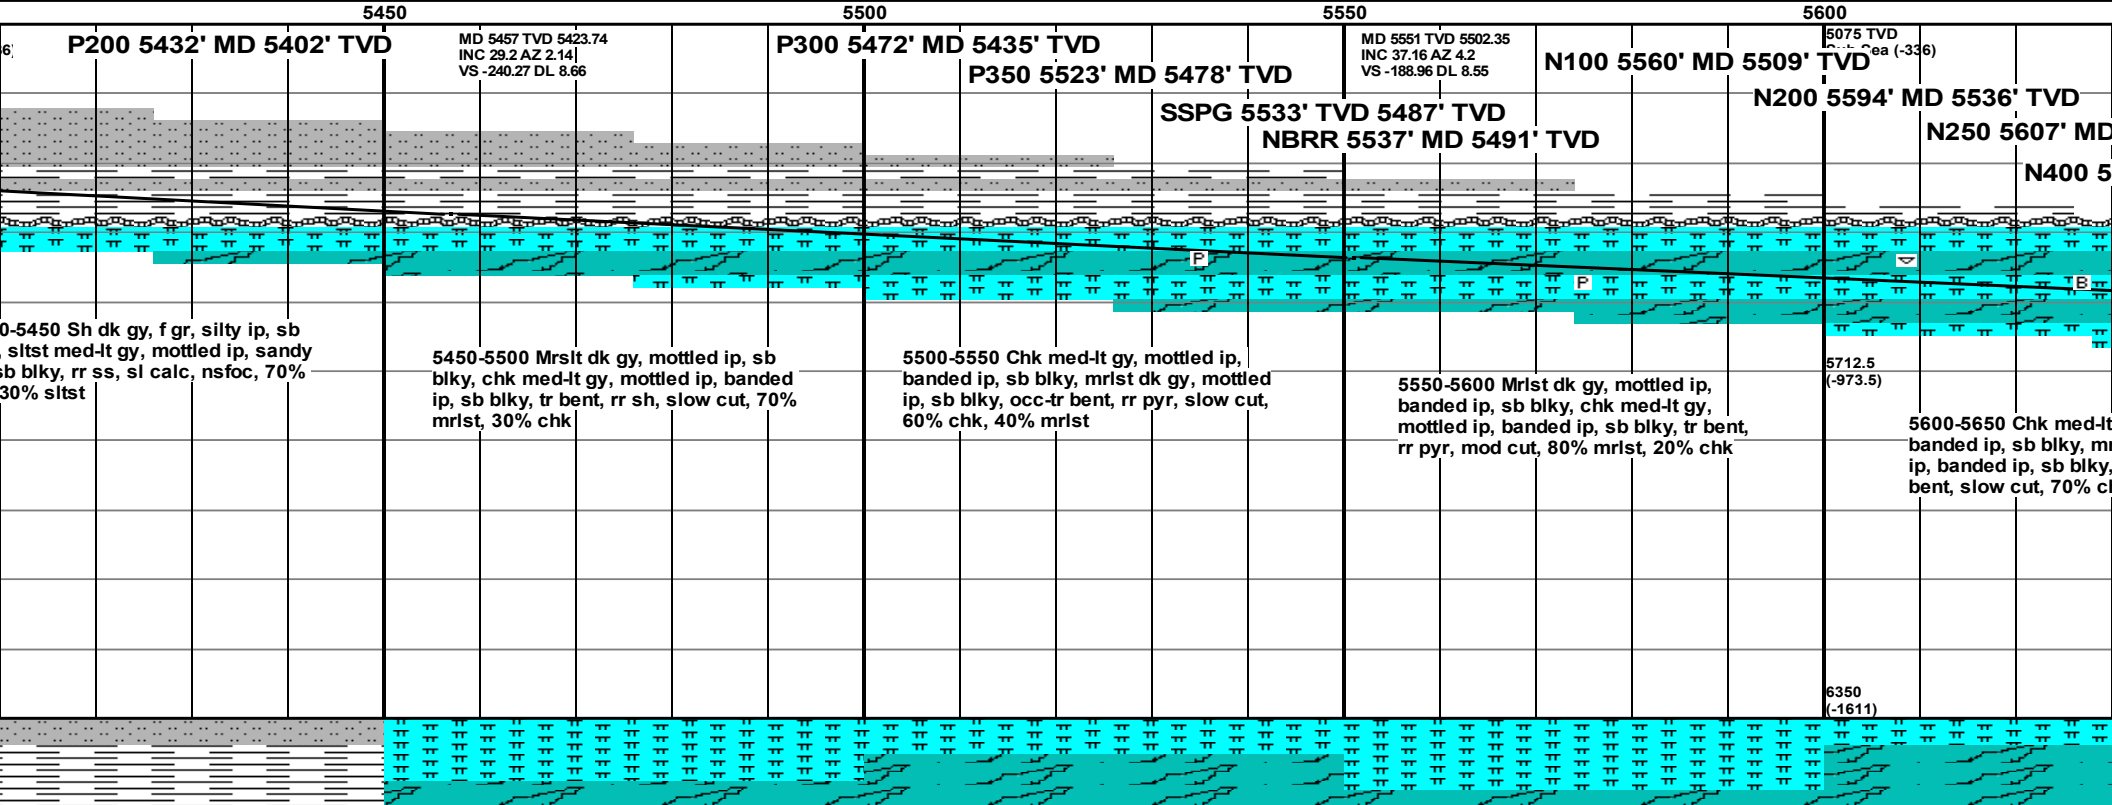 5450
5500
5550
5600
P200 5432' MD 5402' TVD
MD 5457 TVD 5423.74
INC 29.2 AZ 2.14
VS -240.27 DL 8.66
P300 5472' MD 5435' TVD
P350 5523' MD 5478' TVD
SSPG 5533' TVD 5487' TVD
NBRR 5537' MD 5491' TVD
MD 5551 TVD 5502.35
INC 37.16 AZ 4.2
VS -188.96 DL 8.55
N100 5560' MD 5509' TVD
5075 TVD
Sub Sea (-336)
N200 5594' MD 5536' TVD
N250 5607' MD
N400 5
P
P
B
0-5450 Sh dk gy, f gr, silty ip, sb
, sltst med-lt gy, mottled ip, sandy
sb blky, rr ss, sl calc, nsfoc, 70%
30% sltst
5450-5500 Mrslt dk gy, mottled ip, sb
blky, chk med-lt gy, mottled ip, banded
ip, sb blky, tr bent, rr sh, slow cut, 70%
mrlst, 30% chk
5500-5550 Chk med-lt gy, mottled ip,
banded ip, sb blky, mrlst dk gy, mottled
ip, sb blky, occ-tr bent, rr pyr, slow cut,
60% chk, 40% mrlst
5550-5600 Mrlst dk gy, mottled ip,
banded ip, sb blky, chk med-lt gy,
mottled ip, banded ip, sb blky, tr bent,
rr pyr, mod cut, 80% mrlst, 20% chk
5712.5
(-973.5)
5600-5650 Chk med-lt
banded ip, sb blky, mr
ip, banded ip, sb blky,
bent, slow cut, 70% c
6350
(-1611)